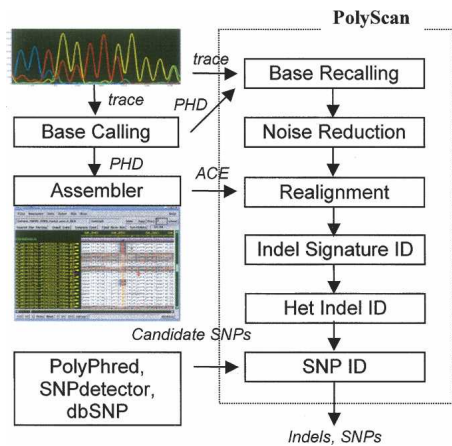 PolyScan
trace
Base Recalling
trace
PHD
Base Calling
Noise Reduction
PHD
ACE
Assembler
Realignment
Indel Signature ID
Het Indel ID
Candidate SNPs
PolyPhred,
SNPdetector,
dbSNP
SNP ID
Indels, SNPs